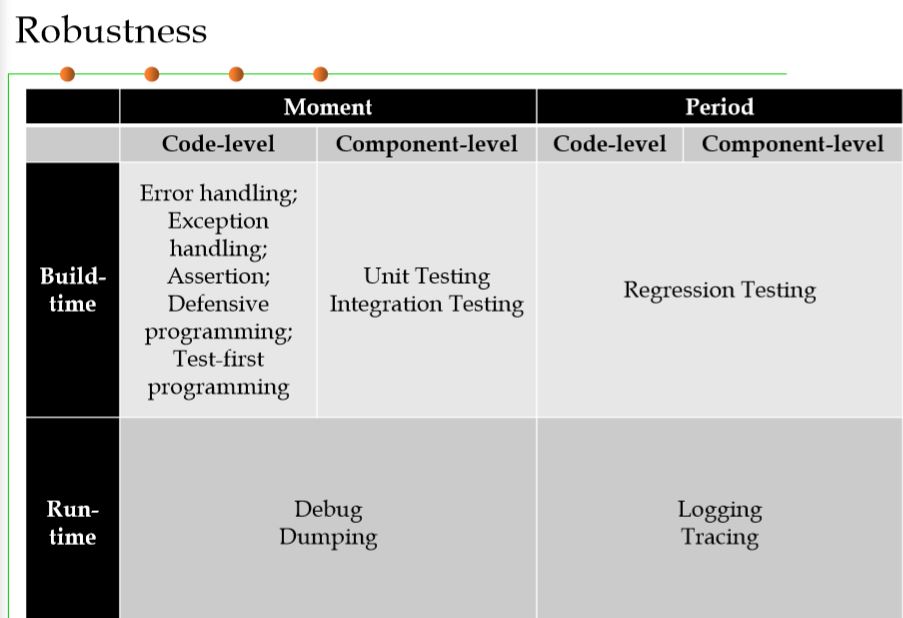 Robustness
Moment
Period
Code-level
Component-level
Code-level
Component-level
Build-
time
Error handling;
Exception
handling;
Assertion;
Defensive
programming;
Test-first
programming
Unit Testing
Integration Testing
Regression Testing
Run-
time
Debug
Dumping
Logging
Tracing